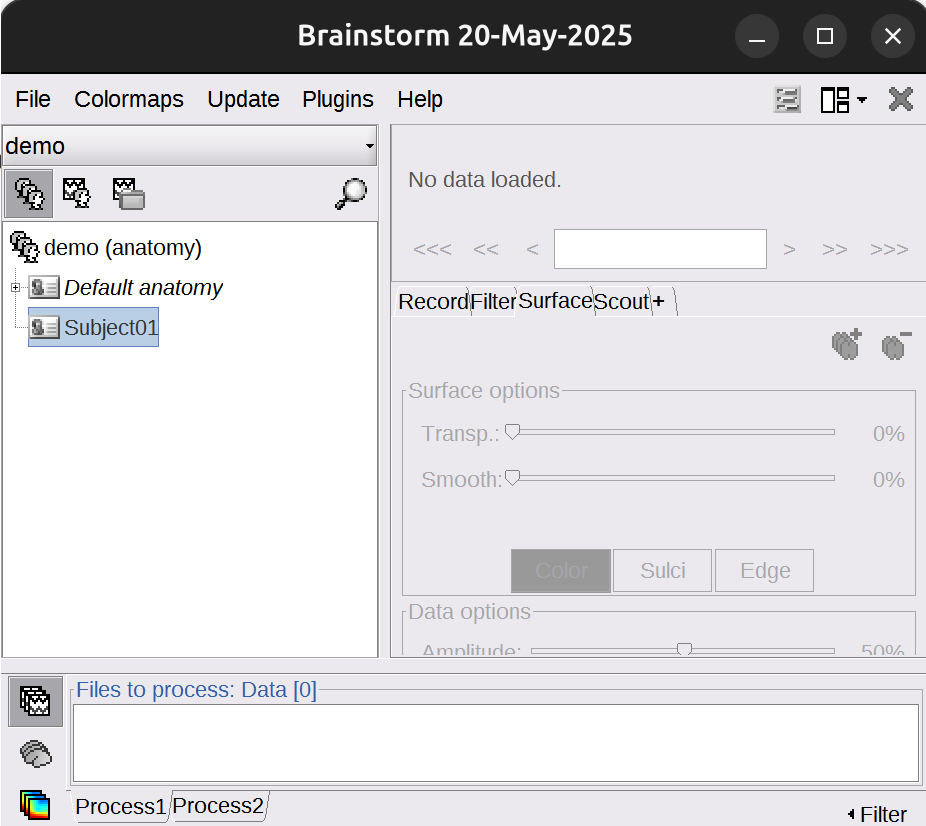 Brainstorm 20-May-2025
File Colormaps Update Plugins Help
demo
No data loaded.
<<< << < > >> >>>
demo (anatomy)
Default anatomy
Subject01
Record Filter Surface Scout +
Surface options
Transp.: 0%
Smooth: 0%
Color Sulci Edge
Data options
Amplitude: 50%
Files to process: Data [0]
Process1 Process2
Filter